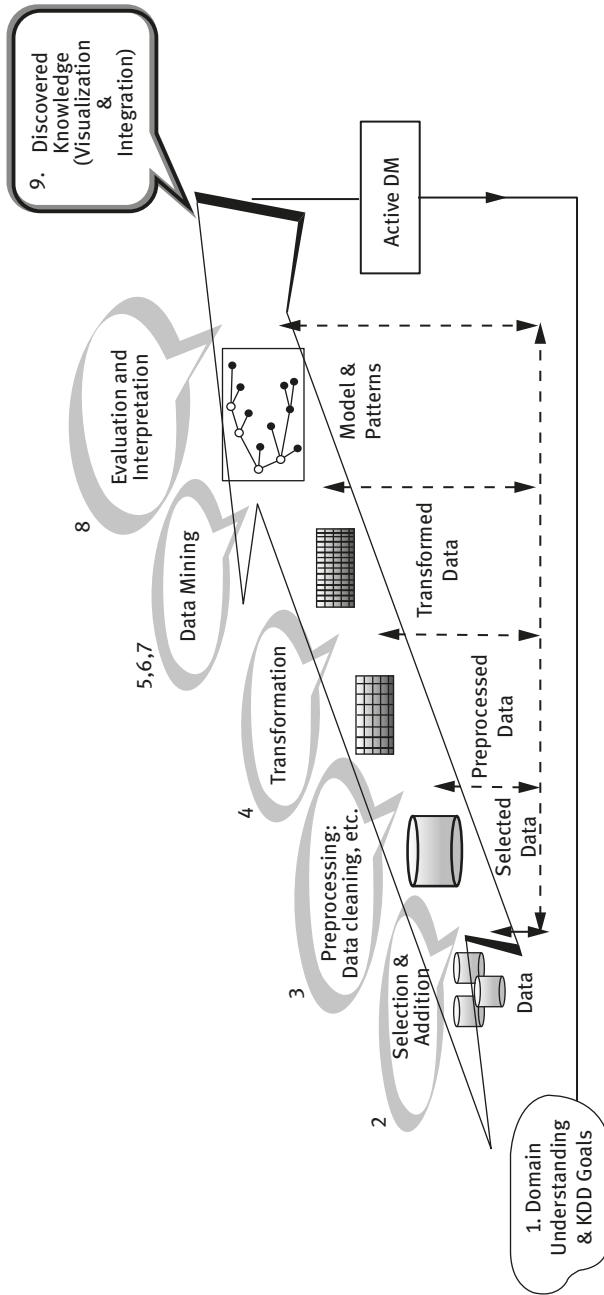 1. Domain
Understanding
& KDD Goals
2
Selection &
Addition
Data
3
Preprocessing:
Data cleaning, etc.
Selected
Data
4
Transformation
Preprocessed
Data
5,6,7
Data Mining
Transformed
Data
8
Evaluation and
Interpretation
Model &
Patterns
9. Discovered
Knowledge
(Visualization
&
Integration)
Active DM